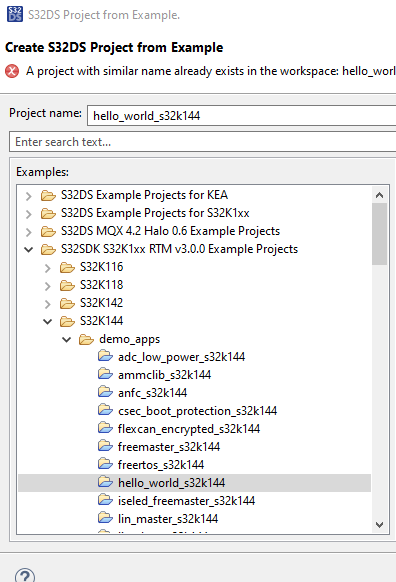 S32DS
S32DS Project from Example.
Create S32DS Project from Example
A project with similar name already exists in the workspace: hello_worl
Project name: hello_world_s32k144
Enter search text...
Examples:
S32DS Example Projects for KEA
S32DS Example Projects for S32K1xx
S32DS MQX 4.2 Halo 0.6 Example Projects
S32SDK S32K1xx RTM v3.0.0 Example Projects
S32K116
S32K118
S32K142
S32K144
demo_apps
adc_low_power_s32k144
ammclib_s32k144
anfc_s32k144
csec_boot_protection_s32k144
flexcan_encrypted_s32k144
freemaster_s32k144
freertos_s32k144
hello_world_s32k144
iseled_freemaster_s32k144
lin_master_s32k144
?